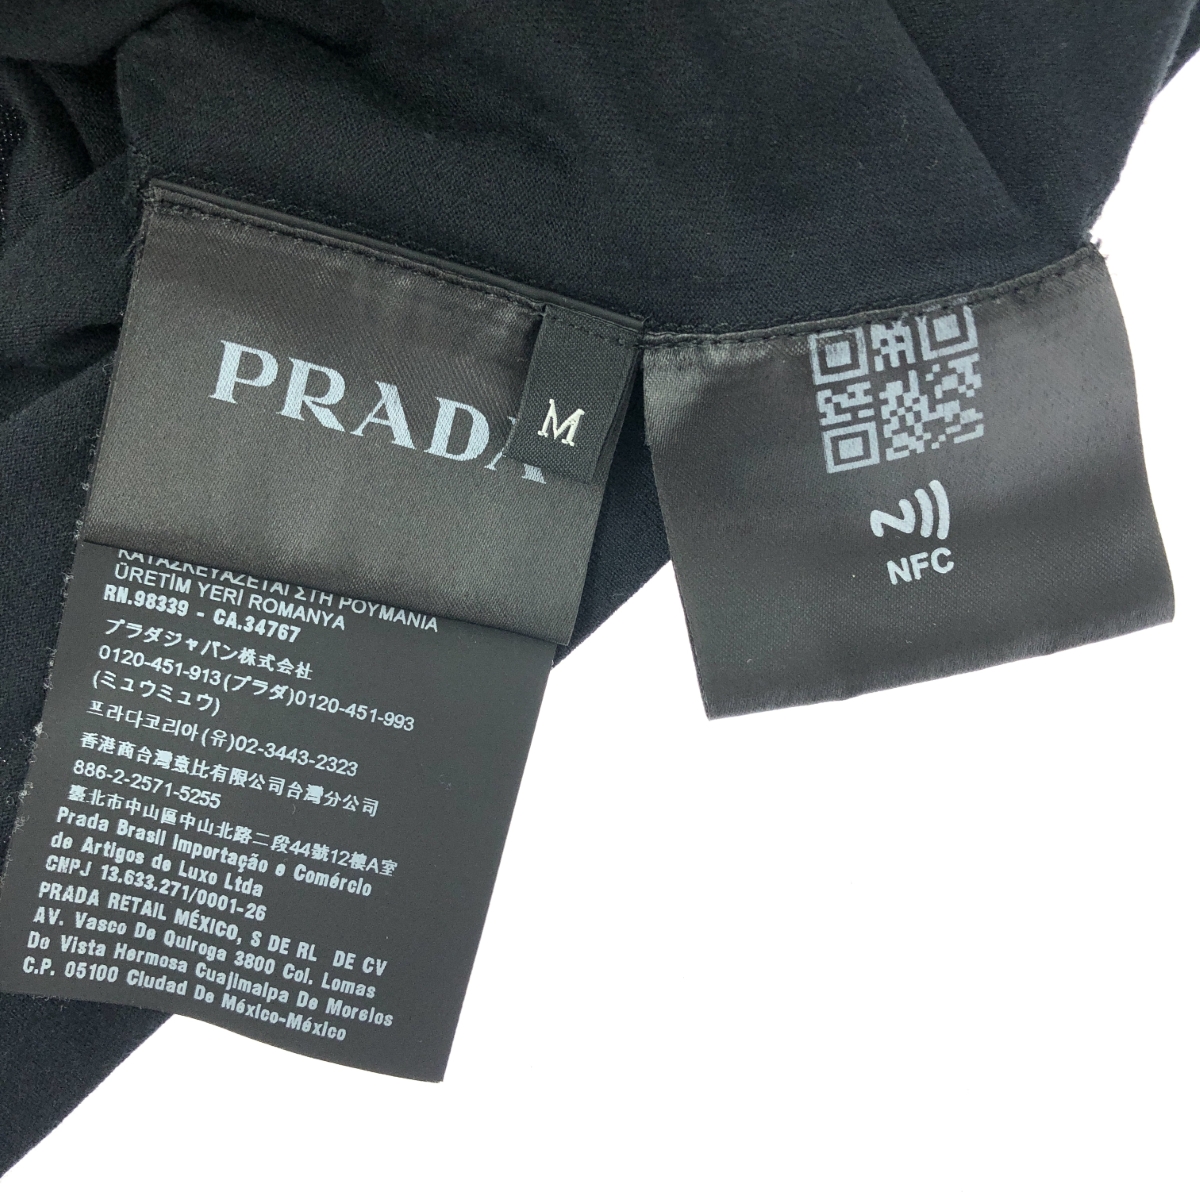 PRADA
M
NFC
ΚΑΤΑΣΚΕΥΑΖΕΤΑΙ ΣΤΗ ΡΟΥΜΑΝΙΑ
ÜRETİM YERİ ROMANYA
RN.98339 - CA.34767
プラダジャパン株式会社
0120-451-913(プラダ)0120-451-993
(ミュウミュウ)
프라다코리아(유)02-3443-2323
香港商台灣意比有限公司台灣分公司
886-2-2571-5255
臺北市中山區中山北路二段44號12樓A室
Prada Brasil Importação e Comércio
de Artigos de Luxo Ltda
CNPJ 13.633.271/0001-26
PRADA RETAIL MÉXICO, S DE RL DE CV
AV. Vasco De Quiroga 3800 Col. Lomas
De Vista Hermosa Cuajimalpa De Morelos
C.P. 05100 Ciudad De México-México